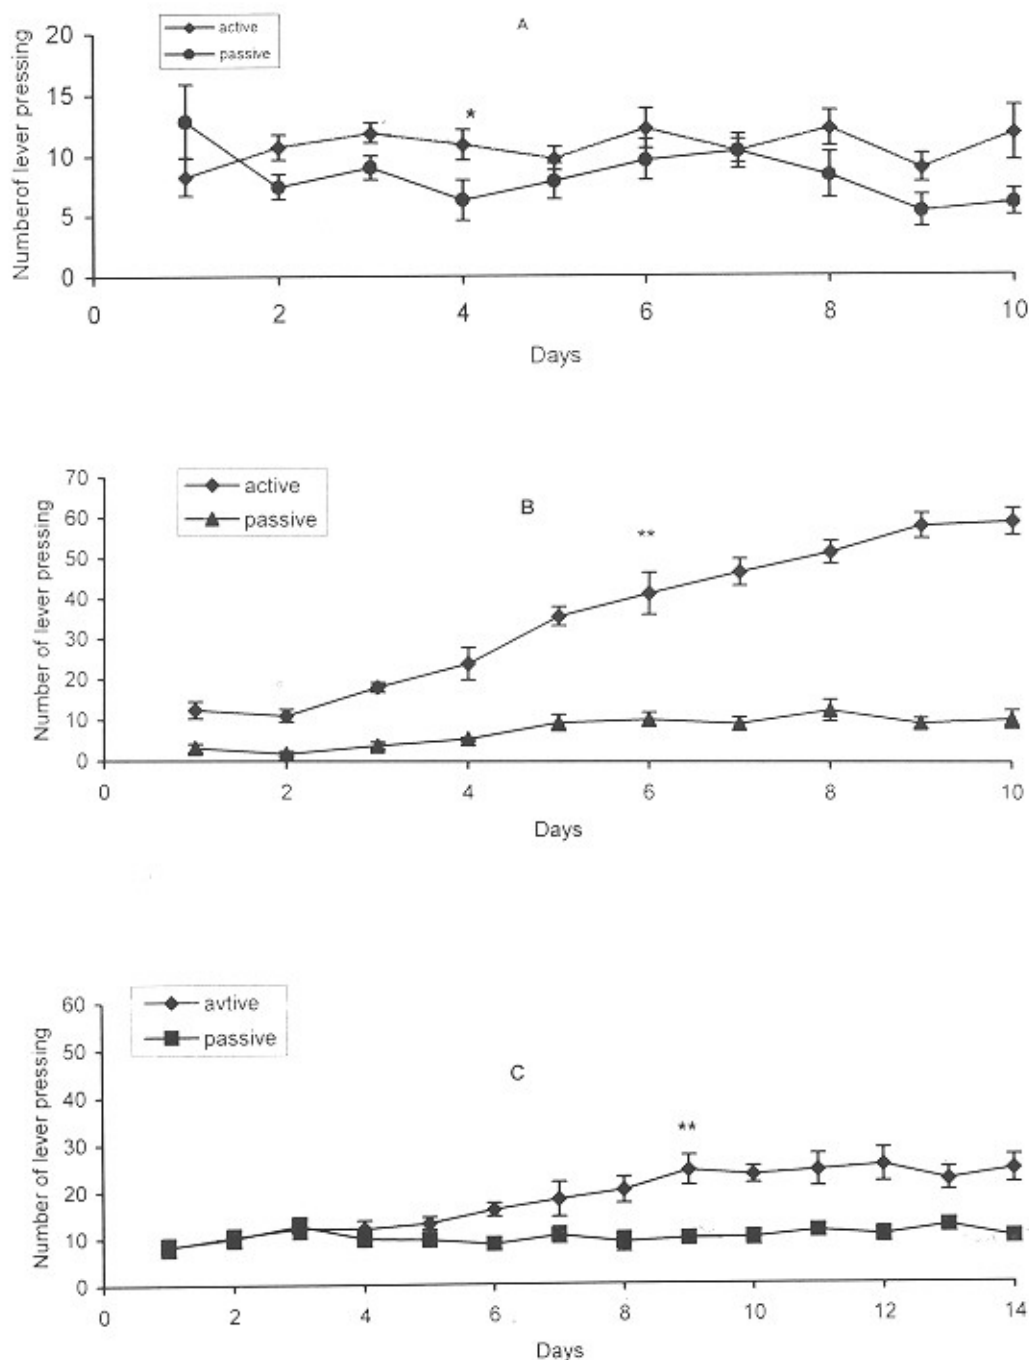 A
active
passive
20
15
10
5
0
Numberof lever pressing
*
0 2 4 6 8 10
Days
active
passive
B
**
70
60
50
40
30
20
10
0
Number of lever pressing
0 2 4 6 8 10
Days
avtive
passive
C
**
60
50
40
30
20
10
0
Number of lever pressing
0 2 4 6 8 10 12 14
Days